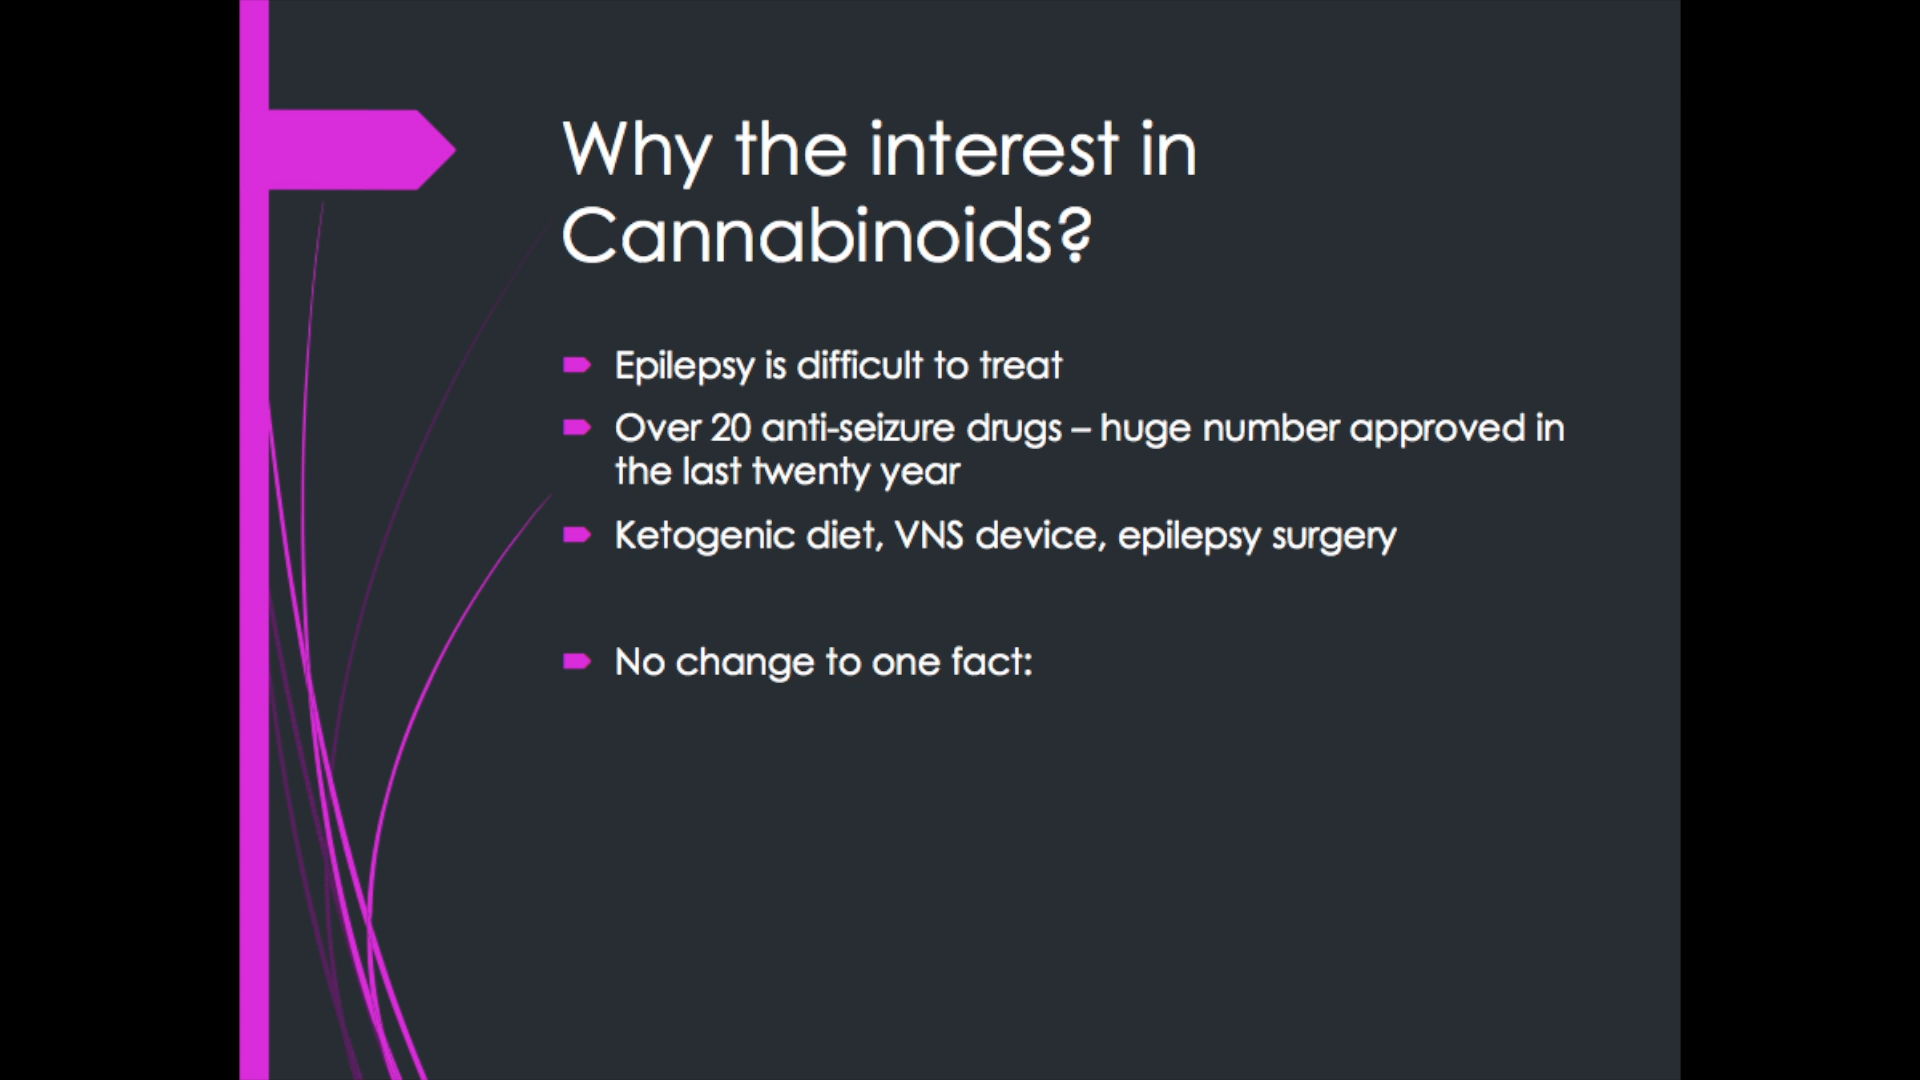 Why the interest in
Cannabinoids?
Epilepsy is difficult to treat
Over 20 anti-seizure drugs – huge number approved in
the last twenty year
Ketogenic diet, VNS device, epilepsy surgery
No change to one fact: